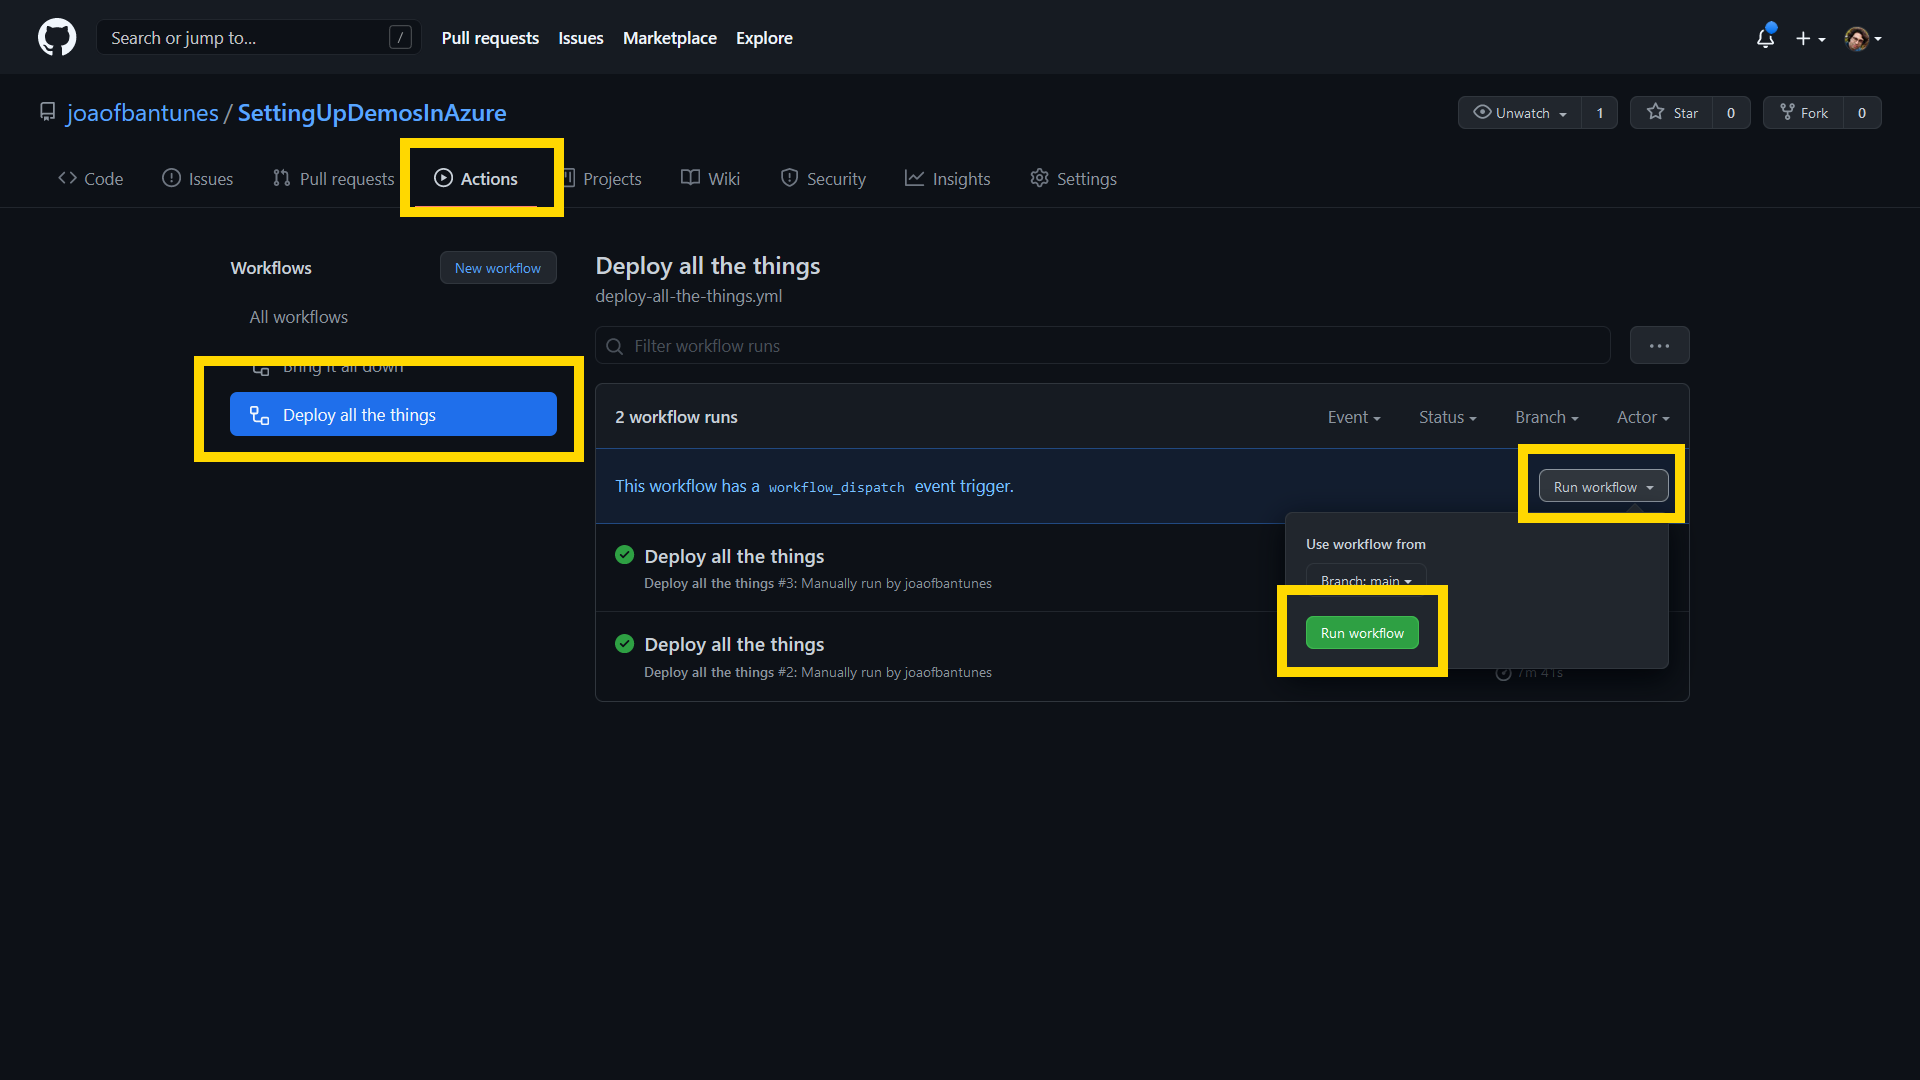 Search or jump to... / Pull requests Issues Marketplace Explore
joaofbantunes / SettingUpDemosInAzure Unwatch 1 Star 0 Fork 0
Code Issues Pull requests Actions Projects Wiki Security Insights Settings
Workflows New workflow
All workflows
Bring it all down
Deploy all the things
Deploy all the things
deploy-all-the-things.yml
Filter workflow runs
2 workflow runs Event Status Branch Actor
This workflow has a workflow_dispatch event trigger. Run workflow
Use workflow from
Branch: main
Run workflow
Deploy all the things
Deploy all the things #3: Manually run by joaofbantunes
Deploy all the things
Deploy all the things #2: Manually run by joaofbantunes 7m 41s